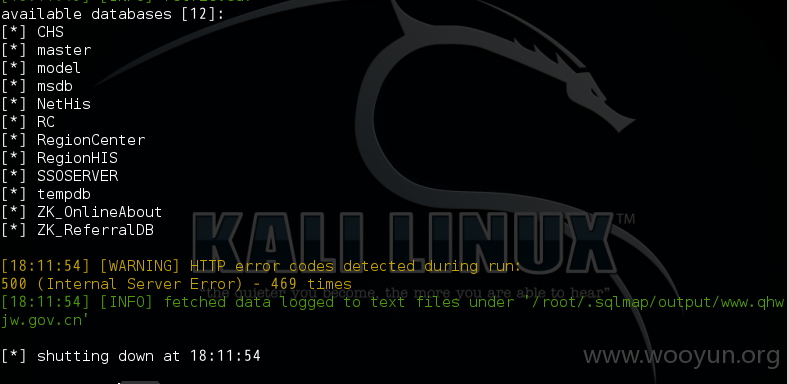 available databases [12]:
[*] CHS
[*] master
[*] model
[*] msdb
[*] NetHis
[*] RC
[*] RegionCenter
[*] RegionHIS
[*] SSOSERVER
[*] tempdb
[*] ZK_OnlineAbout
[*] ZK_ReferralDB
KALI LINUX™
[18:11:54] [WARNING] HTTP error codes detected during run:
500 (Internal Server Error) - 469 times
"the quieter you become, the more you are able to hear"
[18:11:54] [INFO] fetched data logged to text files under '/root/.sqlmap/output/www.qhw
jw.gov.cn'
[*] shutting down at 18:11:54
www.wooyun.org